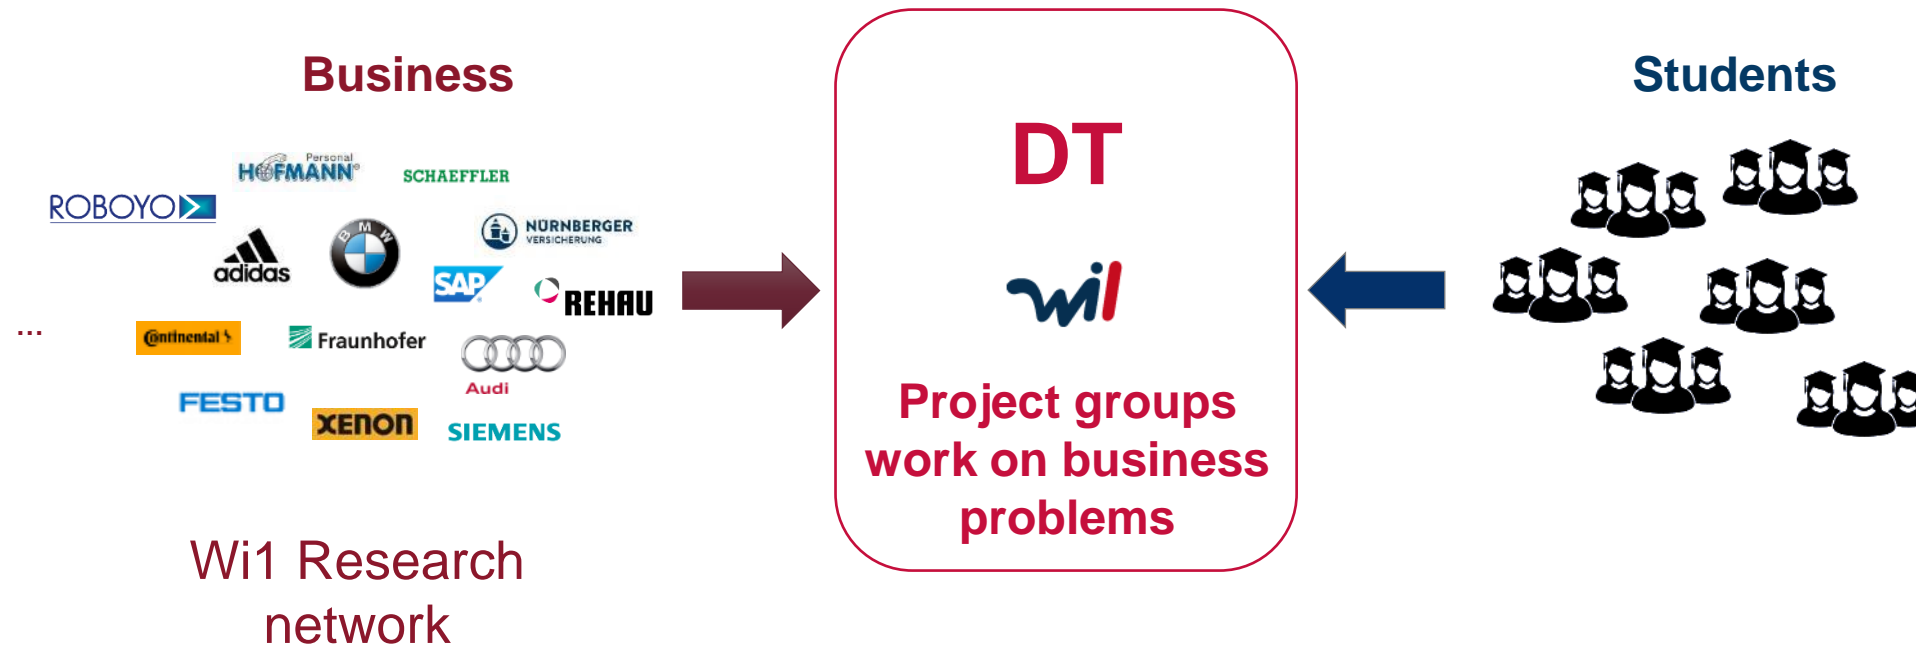 Business
Personal
HOFMANN
SCHAEFFLER
ROBOYO
adidas
BMW
NÜRNBERGER
VERSICHERUNG
SAP
REHAU
...
Continental
Fraunhofer
Audi
FESTO
XENON
SIEMENS
Wi1 Research
network
DT
wi1
Project groups
work on business
problems
Students